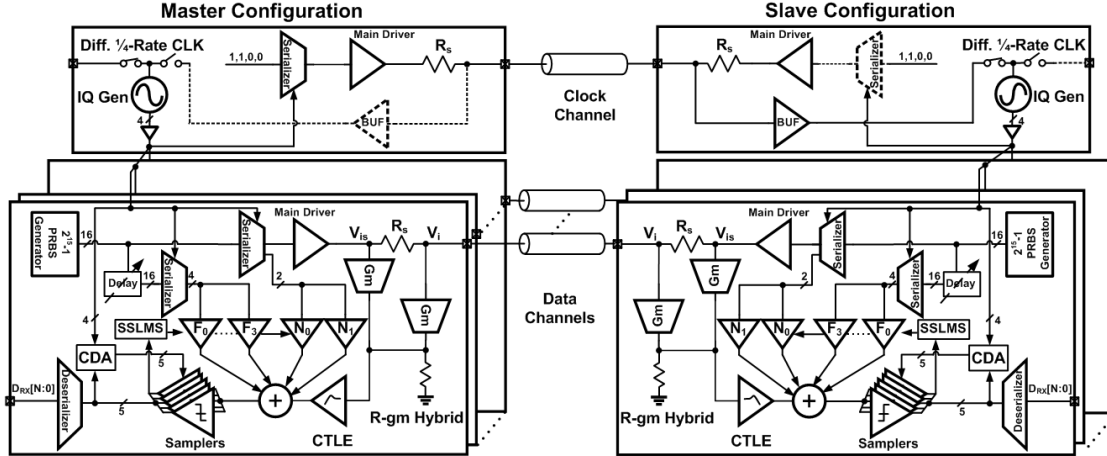 Master Configuration
Slave Configuration
Diff. ¼-Rate CLK
IQ Gen
4
1,1,0,0
Serializer
Main Driver
Rs
BUF
Clock
Channel
Rs
Main Driver
Serializer
1,1,0,0
BUF
Diff. ¼-Rate CLK
IQ Gen
4
2¹⁵-1
PRBS
Generator
16
Delay
16
Serializer
4
Serializer
Main Driver
2
Vis
Rs
Vi
Gm
Gm
4
SSLMS
F0
F3
N0
N1
CDA
5
DRX[N:0]
Deserializer
5
Samplers
+
CTLE
R-gm Hybrid
Data
Channels
Vi
Rs
Vis
Main Driver
Serializer
16
2¹⁵-1
PRBS
Generator
Gm
Gm
2
4
Serializer
16
Delay
4
N1
N0
F3
F0
SSLMS
CDA
5
R-gm Hybrid
CTLE
+
Samplers
5
Deserializer
DRX[N:0]